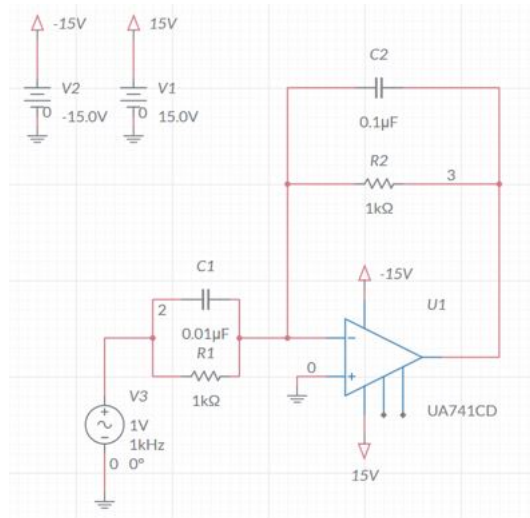 -15V
15V
V2
0
-15.0V
V1
0
15.0V
C2
0.1µF
R2
3
1kΩ
C1
2
0.01µF
R1
1kΩ
-15V
U1
0
UA741CD
15V
V3
1V
1kHz
0 0°